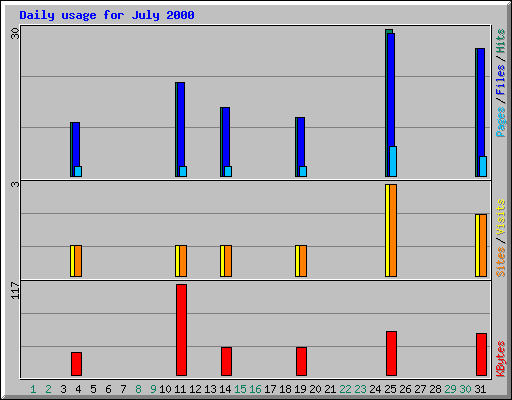 Daily usage for July 2000
30
Pages/Files/Hits
3
Sites/Visits
117
KBytes
1 2 3 4 5 6 7 8 9 10 11 12 13 14 15 16 17 18 19 20 21 22 23 24 25 26 27 28 29 30 31